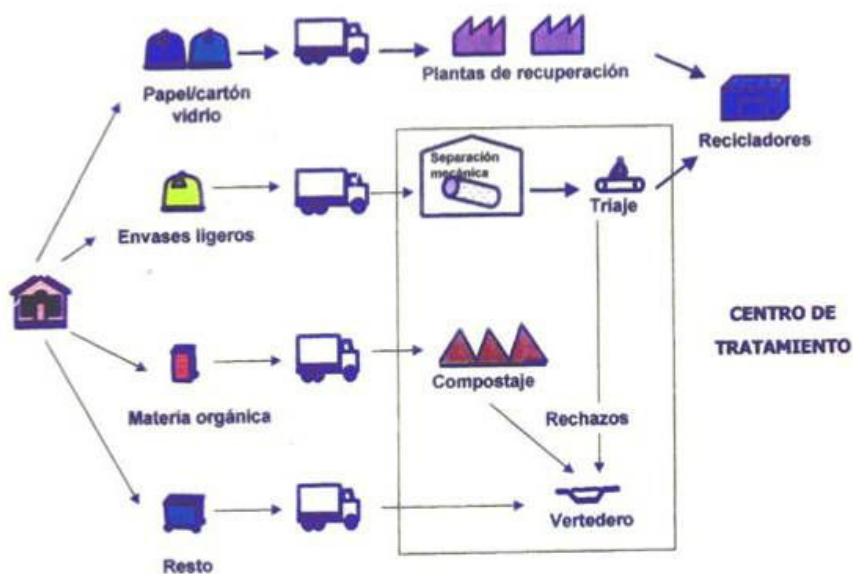 Papel/cartón
vidrio
Plantas de recuperación
Recicladores
Separación
mecánica
Triaje
Envases ligeros
CENTRO DE
TRATAMIENTO
Compostaje
Materia orgánica
Rechazos
Vertedero
Resto